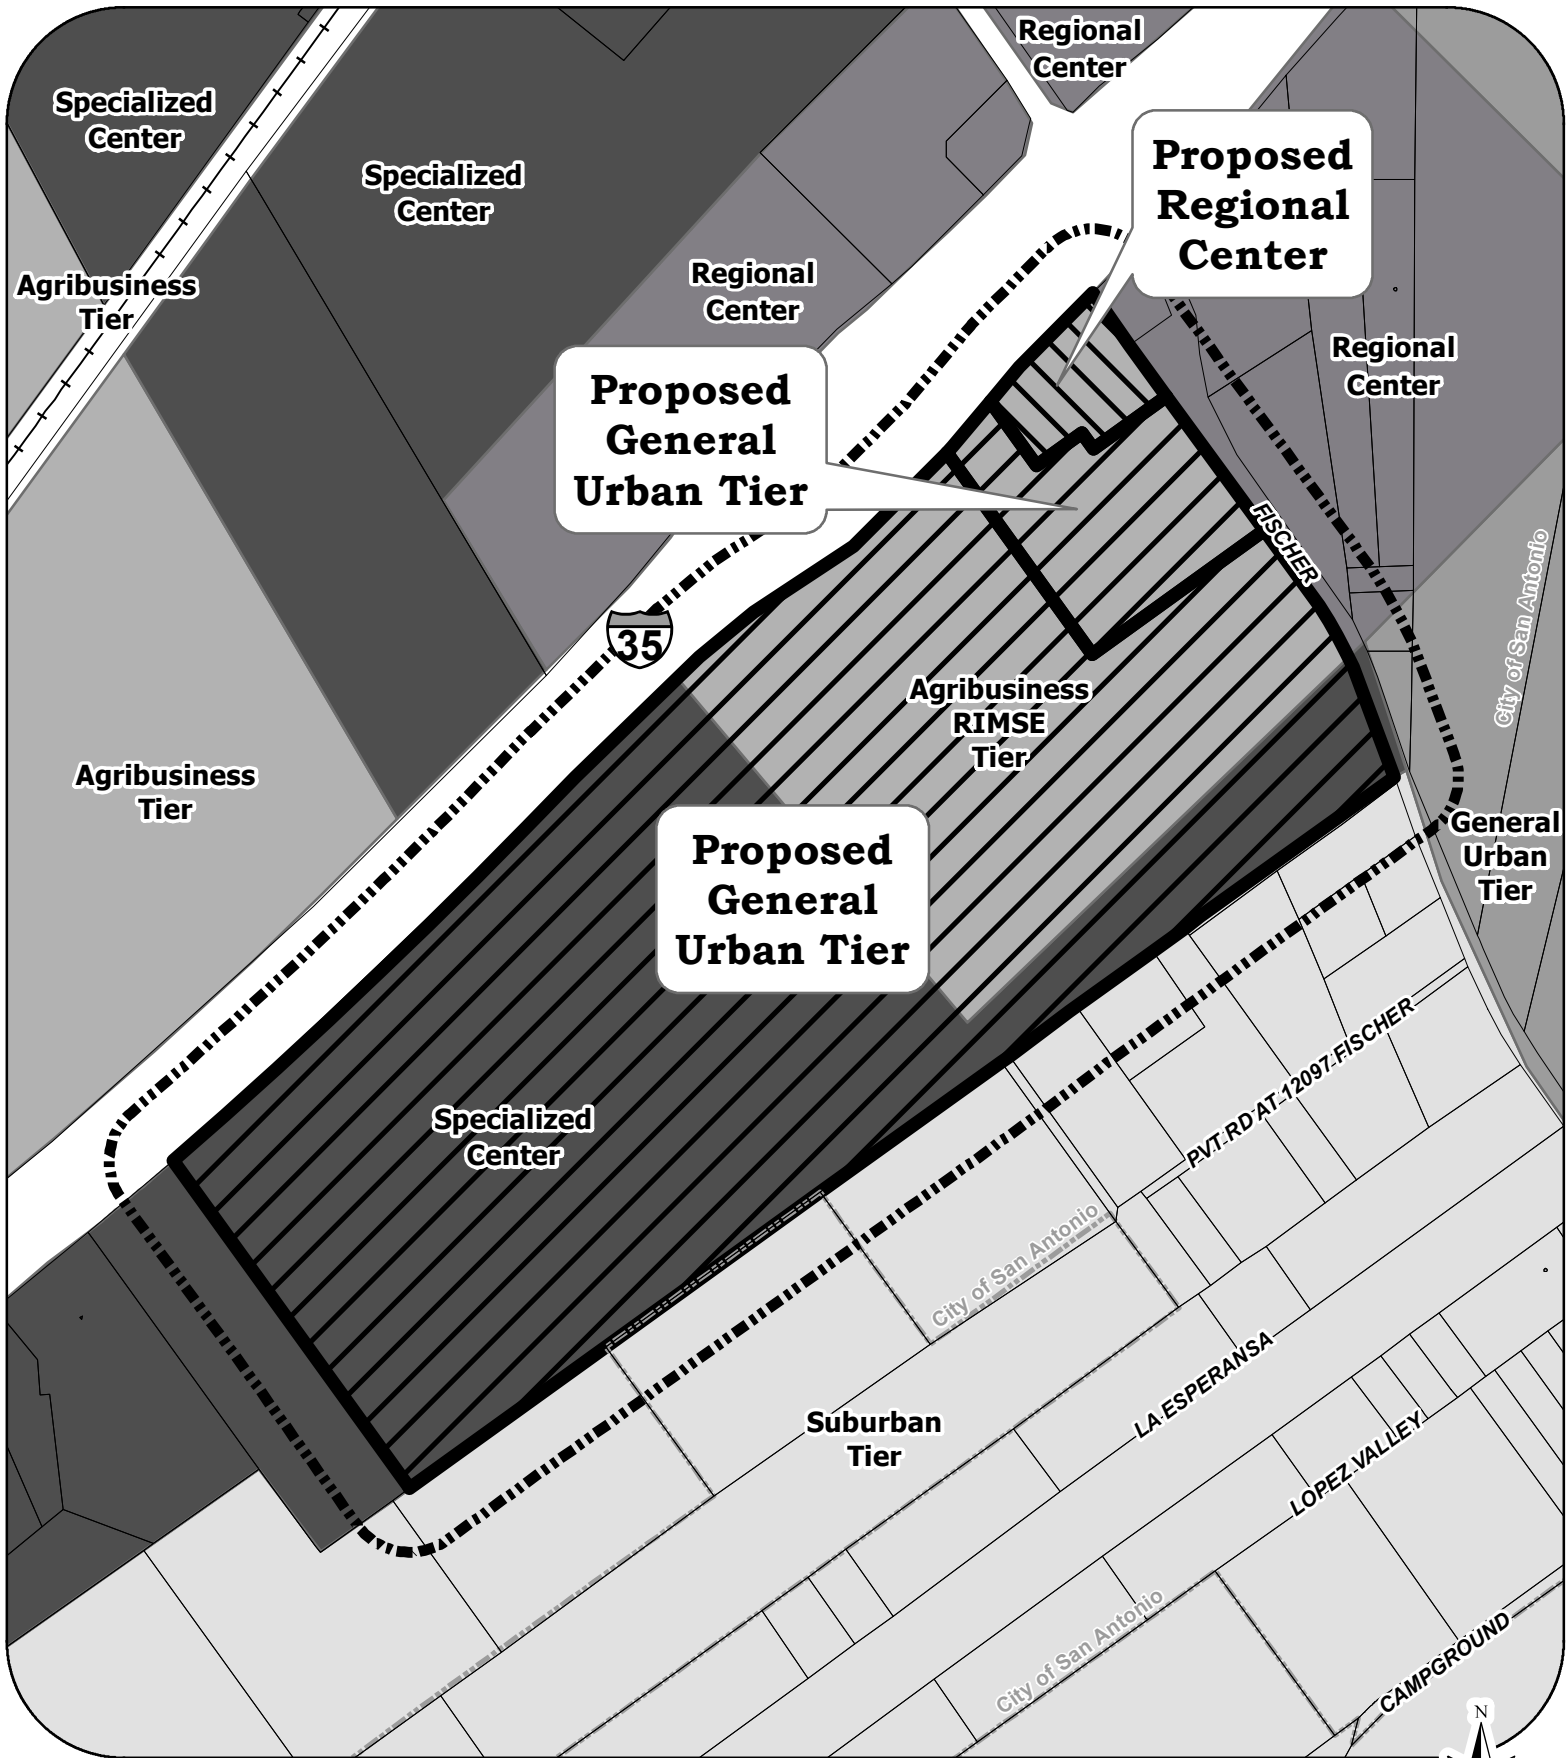 Regional
Center
Specialized
Center
Specialized
Center
Proposed
Regional
Center
Agribusiness
Tier
Regional
Center
Regional
Center
Proposed
General
Urban Tier
FISCHER
City of San Antonio
35
Agribusiness
RIMSE
Tier
Agribusiness
Tier
General
Urban
Tier
Proposed
General
Urban Tier
PVT RD AT 12097 FISCHER
Specialized
Center
City of San Antonio
LA ESPERANSA
Suburban
Tier
LOPEZ VALLEY
City of San Antonio
CAMPGROUND
N